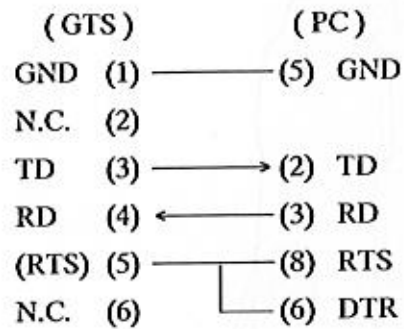 (GTS) (PC)
GND (1) (5) GND
N.C. (2)
TD (3) (2) TD
RD (4) (3) RD
(RTS) (5) (8) RTS
N.C. (6) (6) DTR